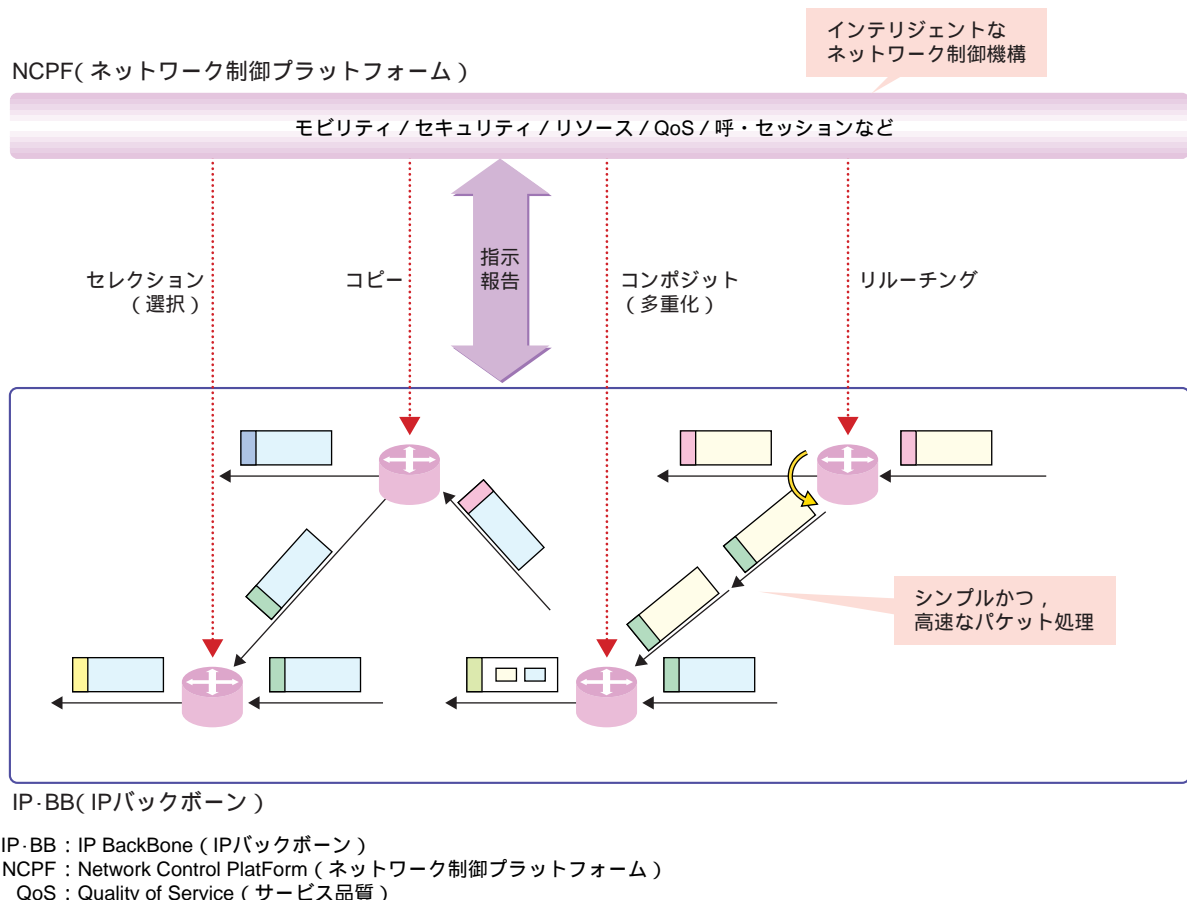 インテリジェントな
ネットワーク制御機構
NCPF(ネットワーク制御プラットフォーム)
モビリティ/セキュリティ/リソース/QoS/呼・セッションなど
セレクション
(選択)
コピー
指示
報告
コンポジット
(多重化)
リルーチング
シンプルかつ,
高速なパケット処理
IP·BB(IPバックボーン)
IP·BB:IP BackBone(IPバックボーン)
NCPF:Network Control PlatForm(ネットワーク制御プラットフォーム)
QoS:Quality of Service(サービス品質)